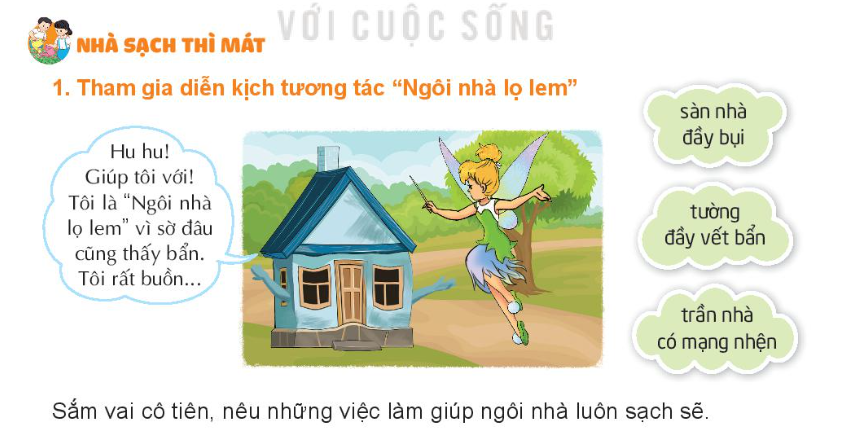 VỚI CUỘC SỐNG
NHÀ SẠCH THÌ MÁT
1. Tham gia diễn kịch tương tác “Ngôi nhà lọ lem”
Hu hu!
Giúp tôi với!
Tôi là “Ngôi nhà
lọ lem” vì sờ đâu
cũng thấy bẩn.
Tôi rất buồn...
sàn nhà
đầy bụi
tường
đầy vết bẩn
trần nhà
có mạng nhện
Sắm vai cô tiên, nêu những việc làm giúp ngôi nhà luôn sạch sẽ.